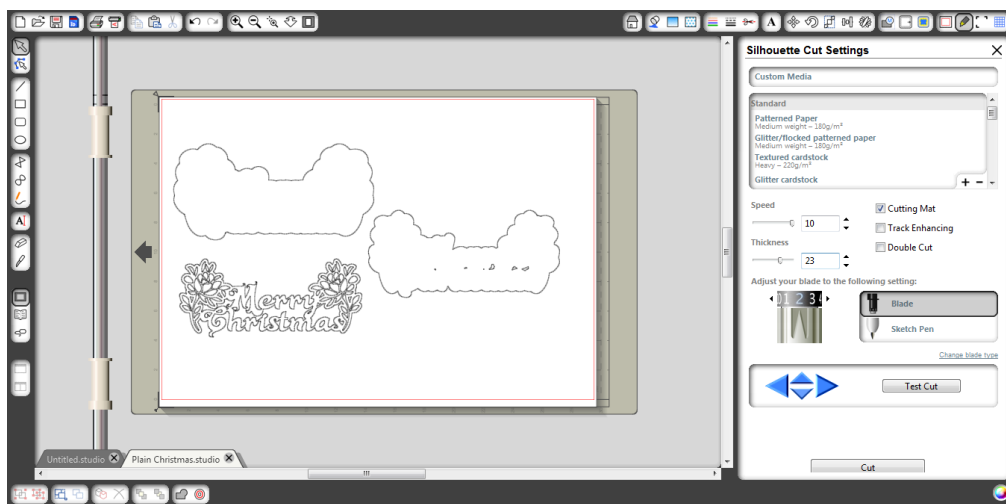 A
Silhouette Cut Settings
Custom Media
Standard
Patterned Paper
Medium weight – 180g/m²
Glitter/flocked patterned paper
Medium weight – 180g/m²
Textured cardstock
Heavy – 220g/m²
Glitter cardstock
+ -
Speed
10
Cutting Mat
Track Enhancing
Thickness
Double Cut
23
Adjust your blade to the following setting:
1 2 3
Blade
Sketch Pen
Change blade type
Test Cut
Cut
A
Merry
Christmas
Untitled.studio
Plain Christmas.studio